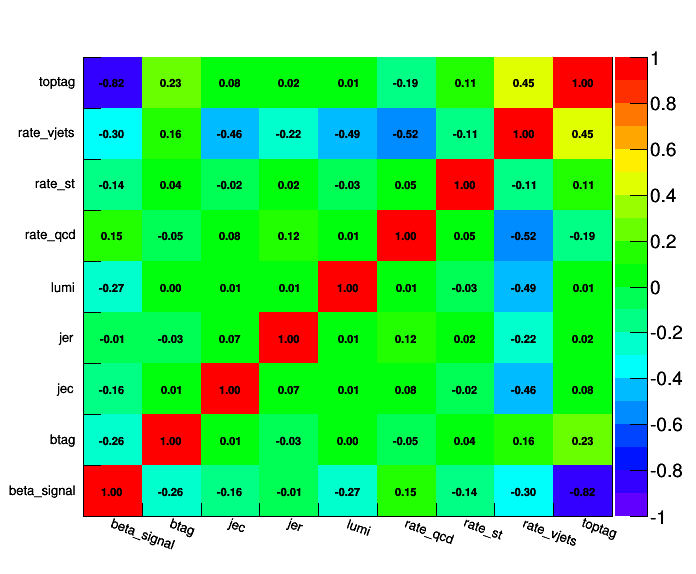 toptag -0.82 0.23 0.08 0.02 0.01 -0.19 0.11 0.45 1.00
rate_vjets -0.30 0.16 -0.46 -0.22 -0.49 -0.52 -0.11 1.00 0.45
rate_st -0.14 0.04 -0.02 0.02 -0.03 0.05 1.00 -0.11 0.11
rate_qcd 0.15 -0.05 0.08 0.12 0.01 1.00 0.05 -0.52 -0.19
lumi -0.27 0.00 0.01 0.01 1.00 0.01 -0.03 -0.49 0.01
jer -0.01 -0.03 0.07 1.00 0.01 0.12 0.02 -0.22 0.02
jec -0.16 0.01 1.00 0.07 0.01 0.08 -0.02 -0.46 0.08
btag -0.26 1.00 0.01 -0.03 0.00 -0.05 0.04 0.16 0.23
beta_signal 1.00 -0.26 -0.16 -0.01 -0.27 0.15 -0.14 -0.30 -0.82
beta_signal btag jec jer lumi rate_qcd rate_st rate_vjets toptag
1
0.8
0.6
0.4
0.2
0
-0.2
-0.4
-0.6
-0.8
-1